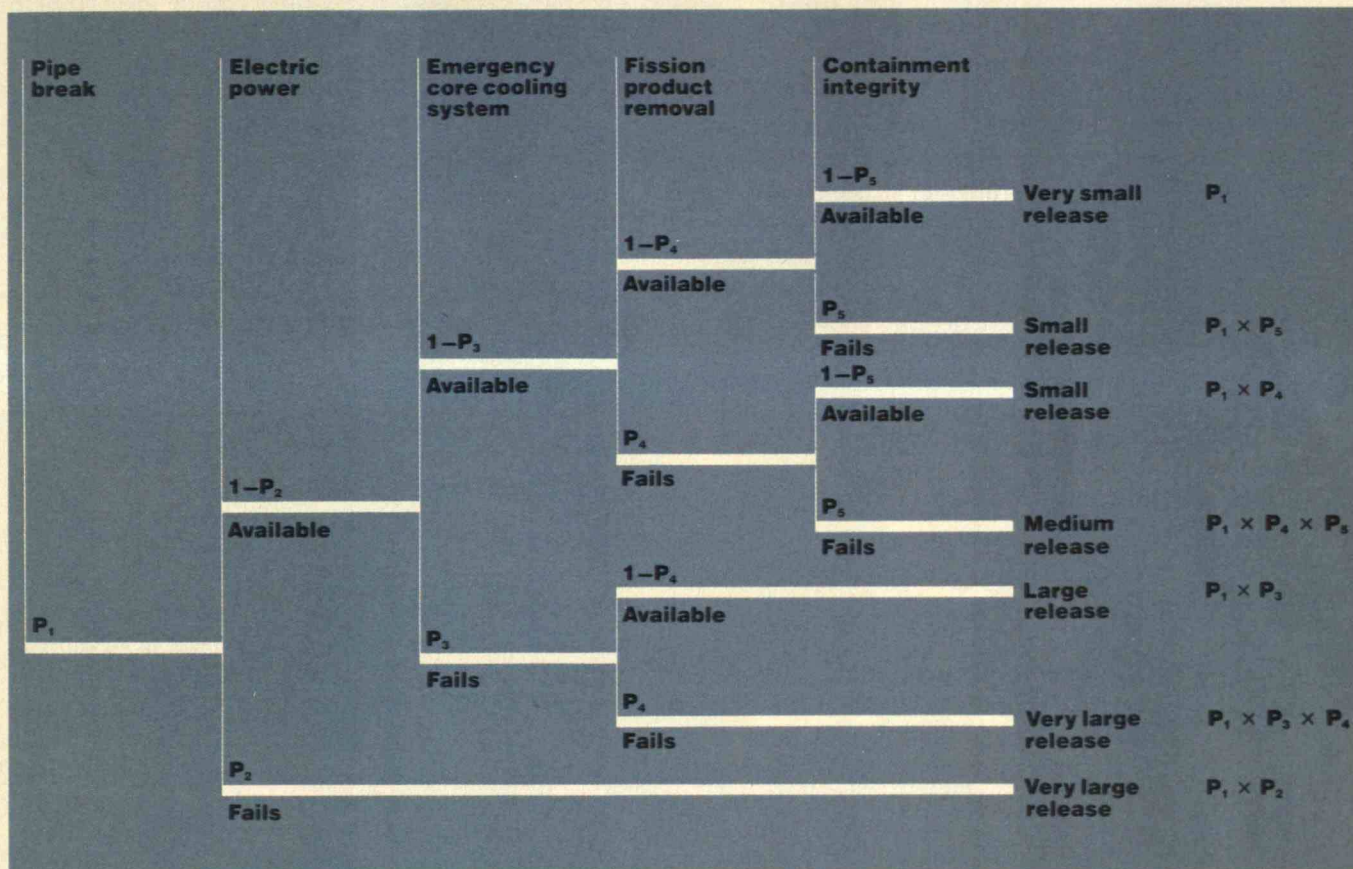 Pipe
break
Electric
power
Emergency
core cooling
system
Fission
product
removal
Containment
integrity
1–P₅
Available
Very small
release
P₁
1–P₄
Available
P₅
Fails
Small
release
P₁ × P₅
1–P₃
Available
1–P₅
Available
Small
release
P₁ × P₄
P₄
Fails
1–P₂
Available
P₅
Fails
Medium
release
P₁ × P₄ × P₅
1–P₄
Available
Large
release
P₁ × P₃
P₁
P₃
Fails
P₄
Fails
Very large
release
P₁ × P₃ × P₄
P₂
Fails
Very large
release
P₁ × P₂